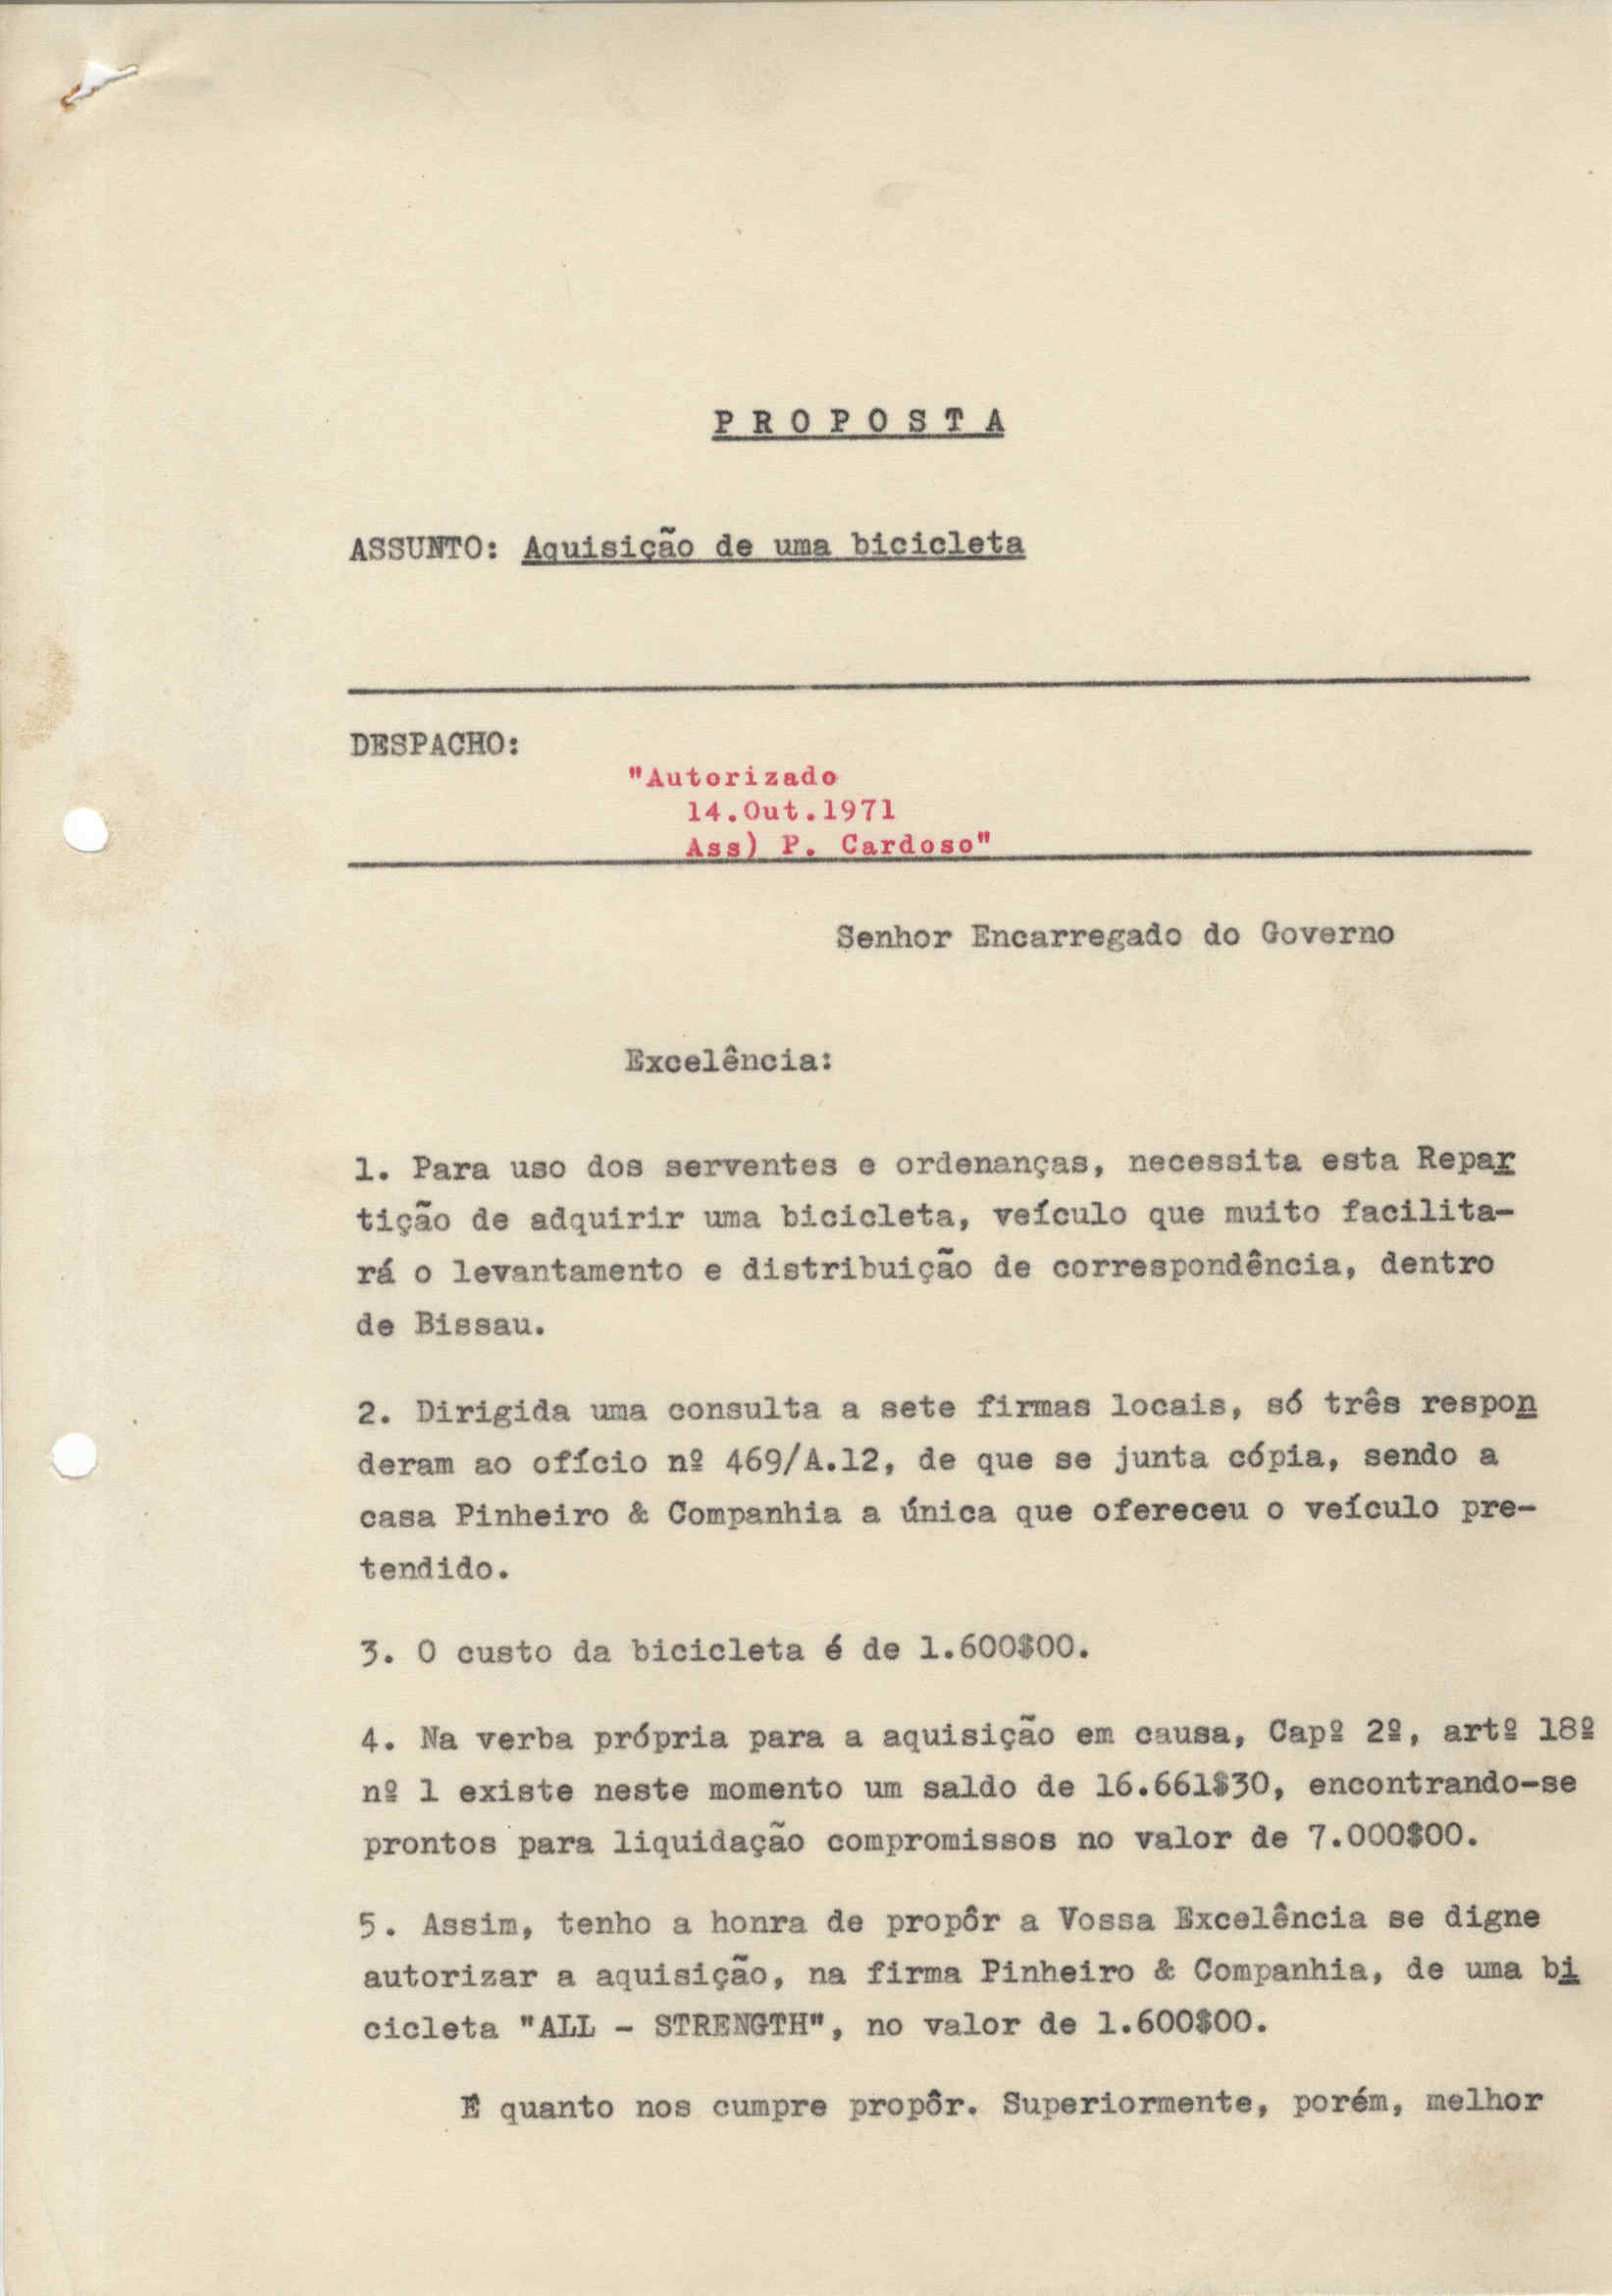 P R O P O S T A
ASSUNTO: Aquisição de uma bicicleta
DESPACHO:
"Autorizado
14.Out.1971
Ass) P. Cardoso"
Senhor Encarregado do Governo
Excelência:
1. Para uso dos serventes e ordenanças, necessita esta Repar
tição de adquirir uma bicicleta, veículo que muito facilita-
rá o levantamento e distribuição de correspondência, dentro
de Bissau.
2. Dirigida uma consulta a sete firmas locais, só três respon
deram ao ofício nº 469/A.12, de que se junta cópia, sendo a
casa Pinheiro & Companhia a única que ofereceu o veículo pre-
tendido.
3. O custo da bicicleta é de 1.600$00.
4. Na verba própria para a aquisição em causa, Capº 2º, artº 18º
nº 1 existe neste momento um saldo de 16.661$30, encontrando-se
prontos para liquidação compromissos no valor de 7.000$00.
5. Assim, tenho a honra de propôr a Vossa Excelência se digne
autorizar a aquisição, na firma Pinheiro & Companhia, de uma bi
cicleta "ALL - STRENGTH", no valor de 1.600$00.
É quanto nos cumpre propôr. Superiormente, porém, melhor